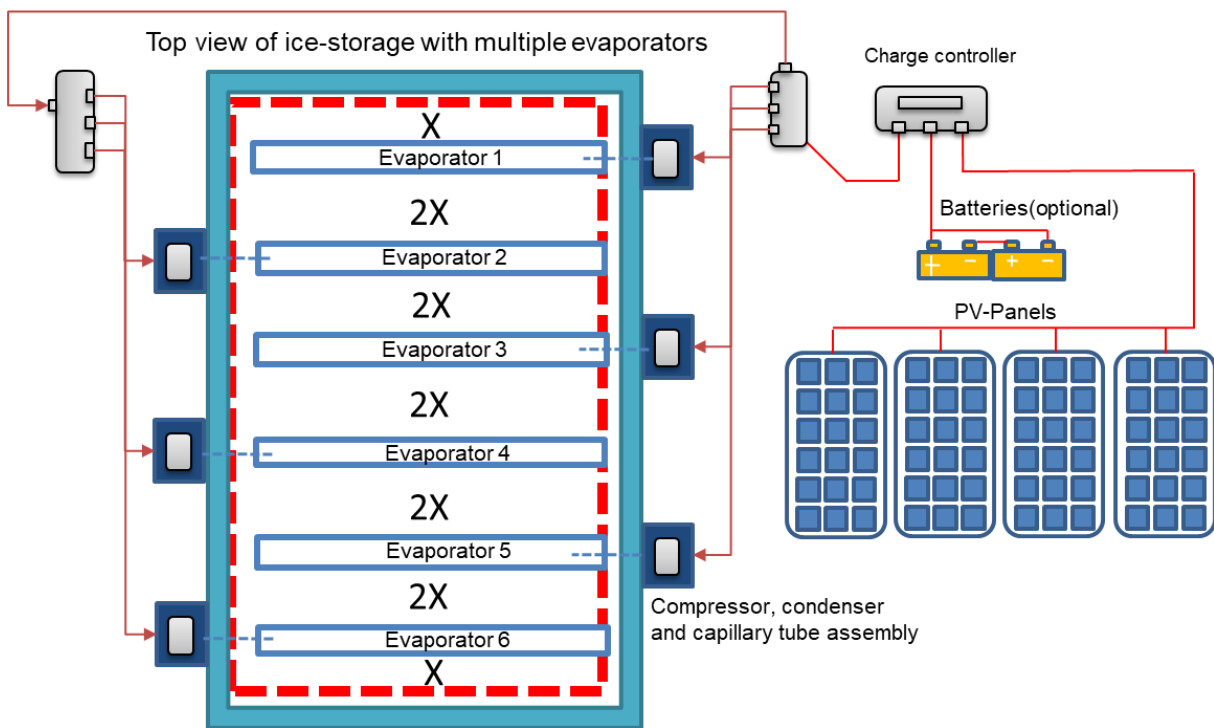 Top view of ice-storage with multiple evaporators
Charge controller
X
Evaporator 1
2X
Evaporator 2
2X
Evaporator 3
2X
Evaporator 4
2X
Evaporator 5
2X
Evaporator 6
X
Batteries(optional)
+ − + −
PV-Panels
Compressor, condenser
and capillary tube assembly